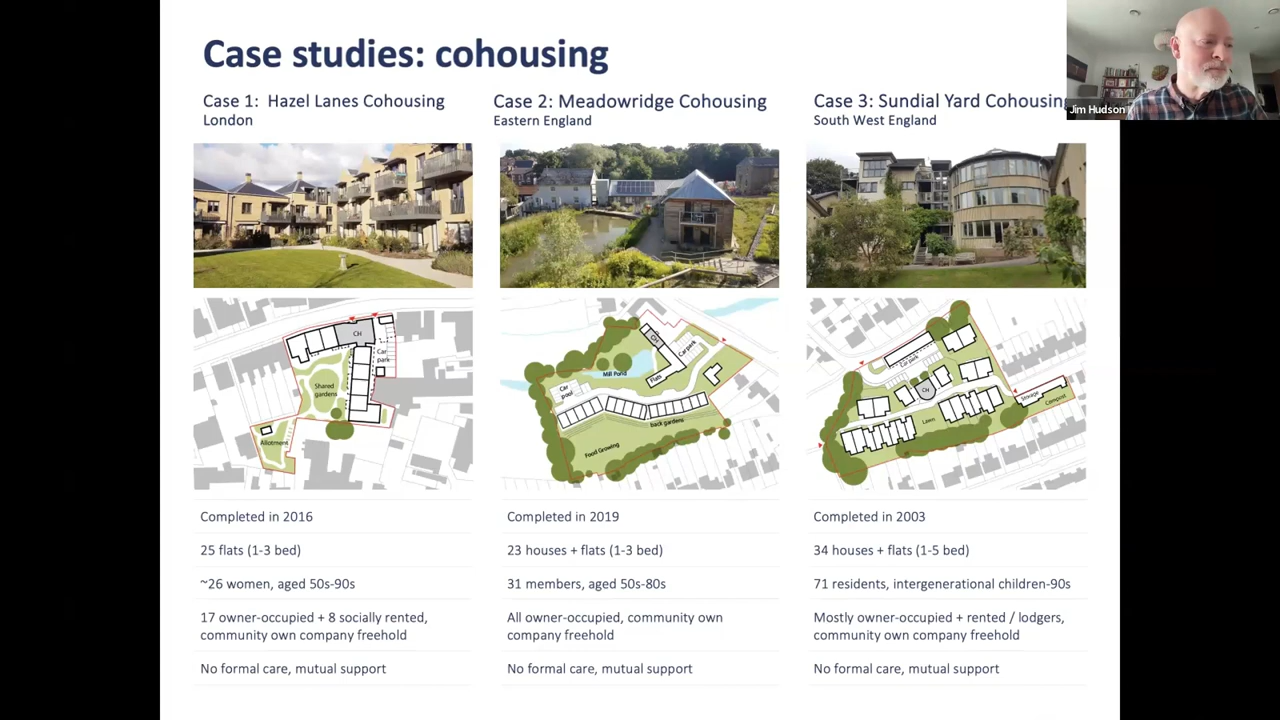 Case studies: cohousing
Jim Hudson
Case 1:  Hazel Lanes Cohousing
London
Case 2: Meadowridge Cohousing
Eastern England
Case 3: Sundial Yard Cohousin
South West England
CH
Car
park
Shared
gardens
Allotment
CH
Car park
Mill Pond
Flats
Car
pool
back gardens
Food Growing
Car park
CH
Lawn
Storage
Compost
Completed in 2016
25 flats (1-3 bed)
~26 women, aged 50s-90s
17 owner-occupied + 8 socially rented,
community own company freehold
No formal care, mutual support
Completed in 2019
23 houses + flats (1-3 bed)
31 members, aged 50s-80s
All owner-occupied, community own
company freehold
No formal care, mutual support
Completed in 2003
34 houses + flats (1-5 bed)
71 residents, intergenerational children-90s
Mostly owner-occupied + rented / lodgers,
community own company freehold
No formal care, mutual support